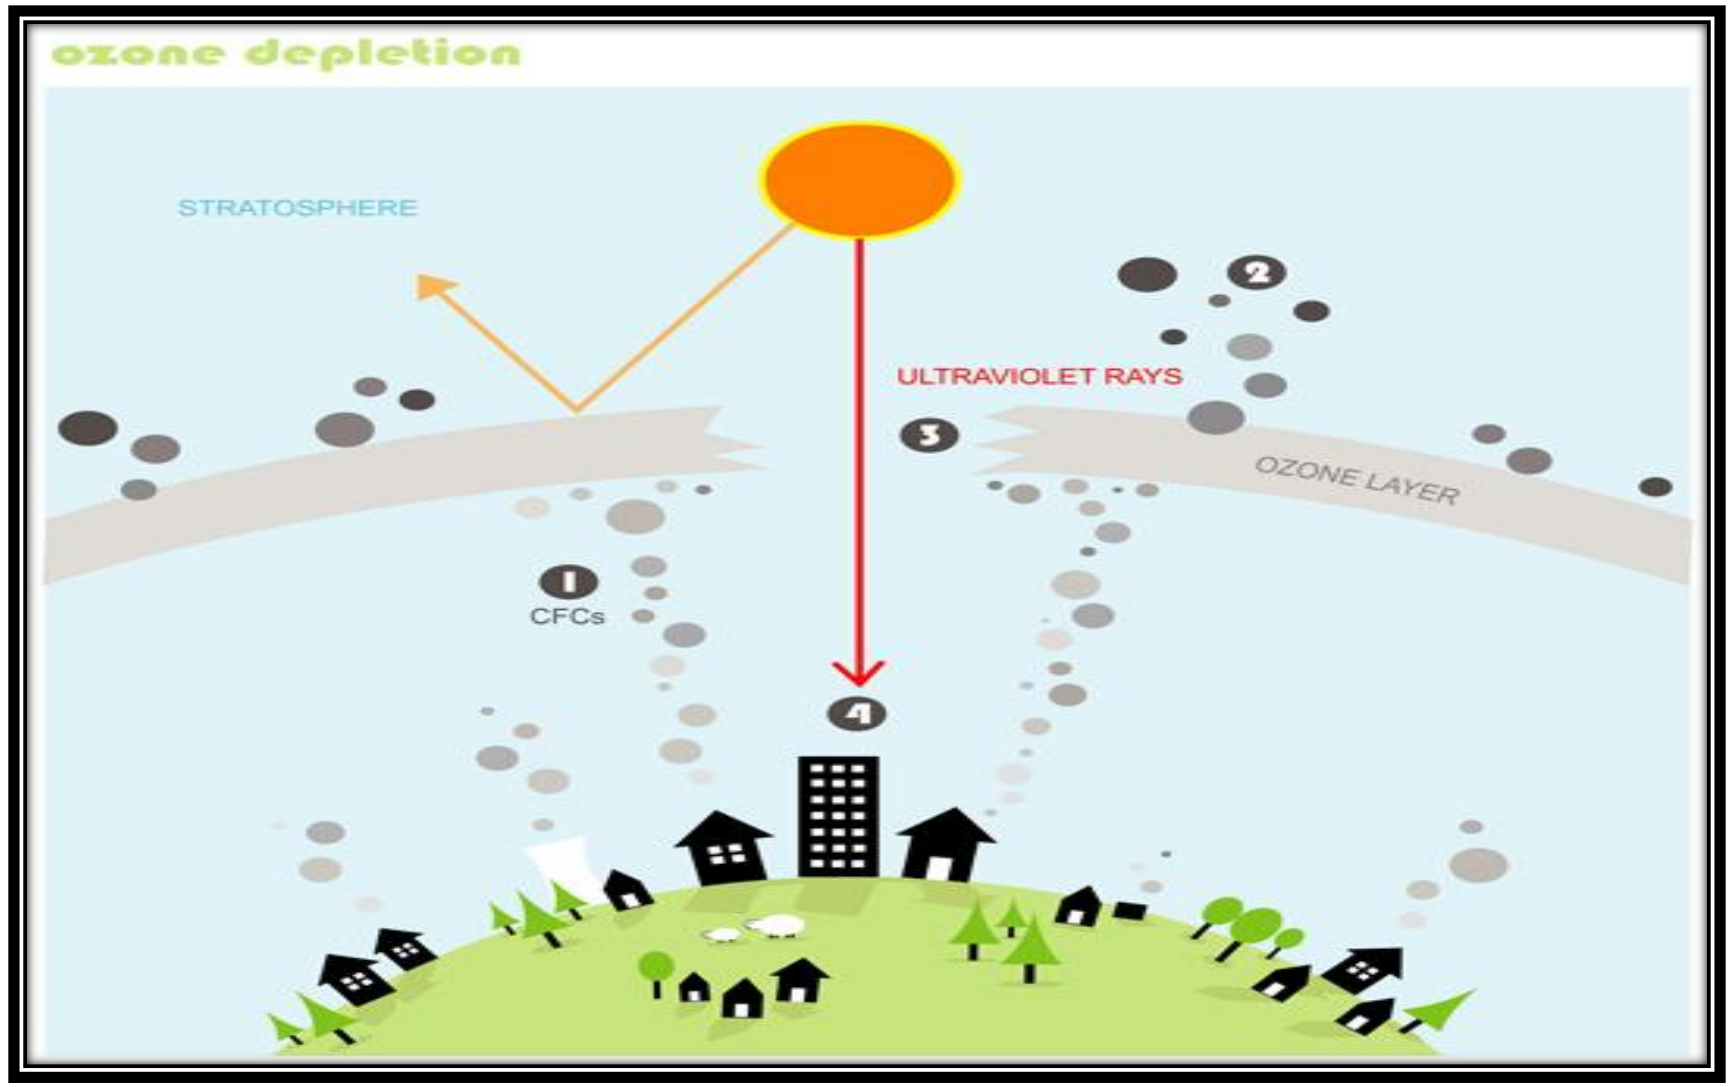 ozone depletion
STRATOSPHERE
2
ULTRAVIOLET RAYS
3
OZONE LAYER
1
CFCs
4